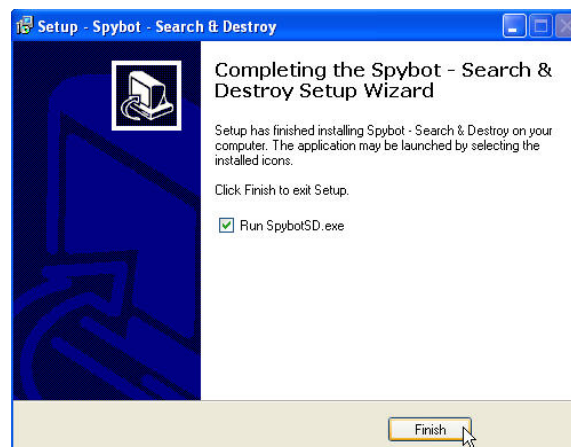 Setup - Spybot - Search & Destroy
Completing the Spybot - Search &
Destroy Setup Wizard
Setup has finished installing Spybot - Search & Destroy on your
computer. The application may be launched by selecting the
installed icons.
Click Finish to exit Setup.
Run SpybotSD.exe
Finish